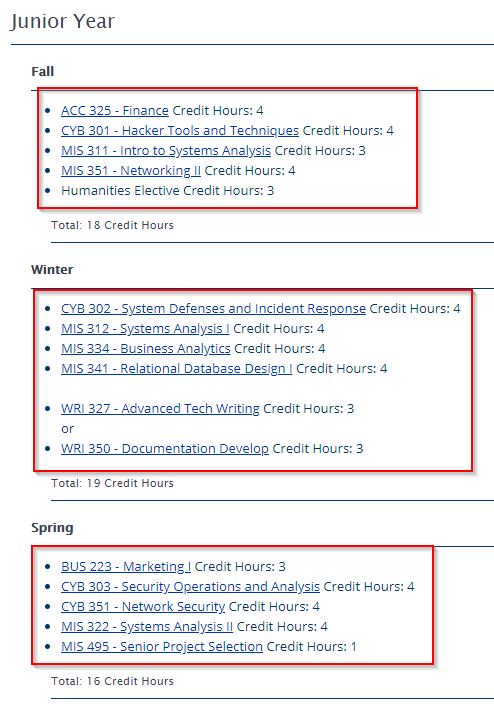 Junior Year
Fall
ACC 325 - Finance Credit Hours: 4
CYB 301 - Hacker Tools and Techniques Credit Hours: 4
MIS 311 - Intro to Systems Analysis Credit Hours: 3
MIS 351 - Networking II Credit Hours: 4
Humanities Elective Credit Hours: 3
Total: 18 Credit Hours
Winter
CYB 302 - System Defenses and Incident Response Credit Hours: 4
MIS 312 - Systems Analysis I Credit Hours: 4
MIS 334 - Business Analytics Credit Hours: 4
MIS 341 - Relational Database Design I Credit Hours: 4
WRI 327 - Advanced Tech Writing Credit Hours: 3
or
WRI 350 - Documentation Develop Credit Hours: 3
Total: 19 Credit Hours
Spring
BUS 223 - Marketing I Credit Hours: 3
CYB 303 - Security Operations and Analysis Credit Hours: 4
CYB 351 - Network Security Credit Hours: 4
MIS 322 - Systems Analysis II Credit Hours: 4
MIS 495 - Senior Project Selection Credit Hours: 1
Total: 16 Credit Hours